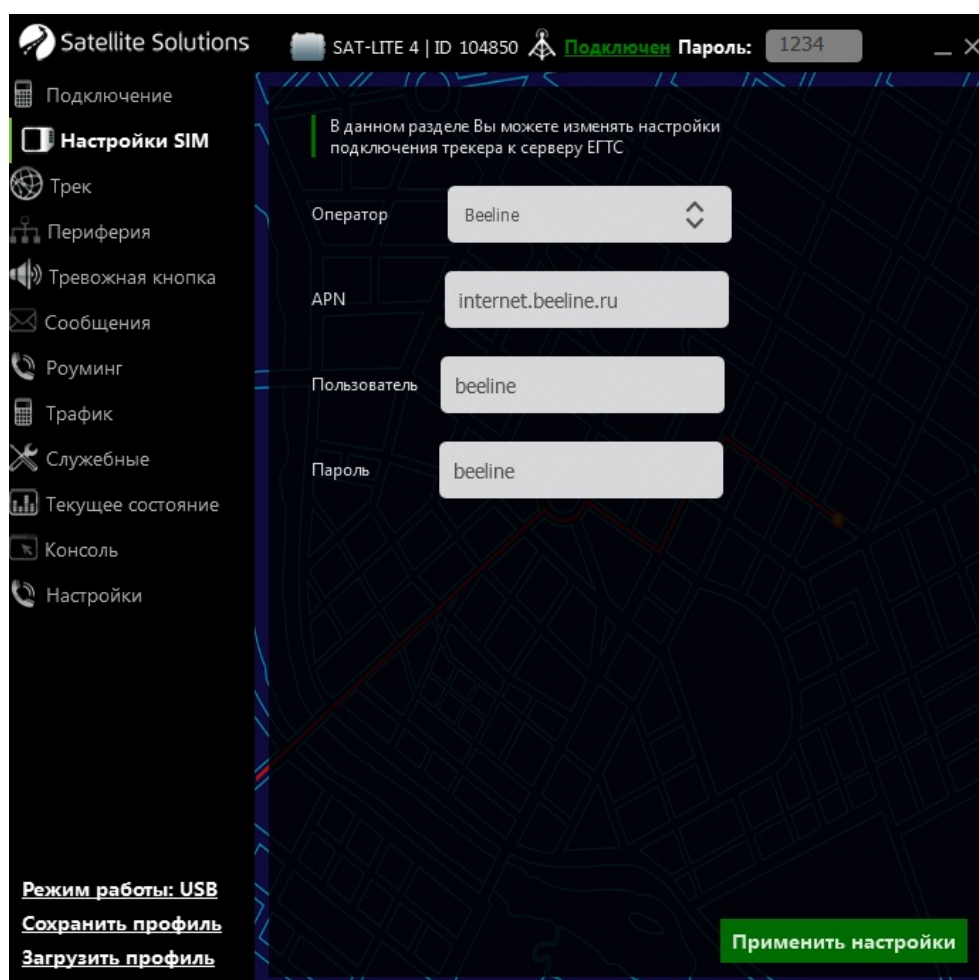 Satellite Solutions
SAT-LITE 4 | ID 104850 Подключен Пароль: 1234
Подключение
Настройки SIM
Трек
Периферия
Тревожная кнопка
Сообщения
Роуминг
Трафик
Служебные
Текущее состояние
Консоль
Настройки
Режим работы: USB
Сохранить профиль
Загрузить профиль
В данном разделе Вы можете изменять настройки
подключения трекера к серверу ЕГТС
Оператор Beeline
APN internet.beeline.ru
Пользователь beeline
Пароль beeline
Применить настройки